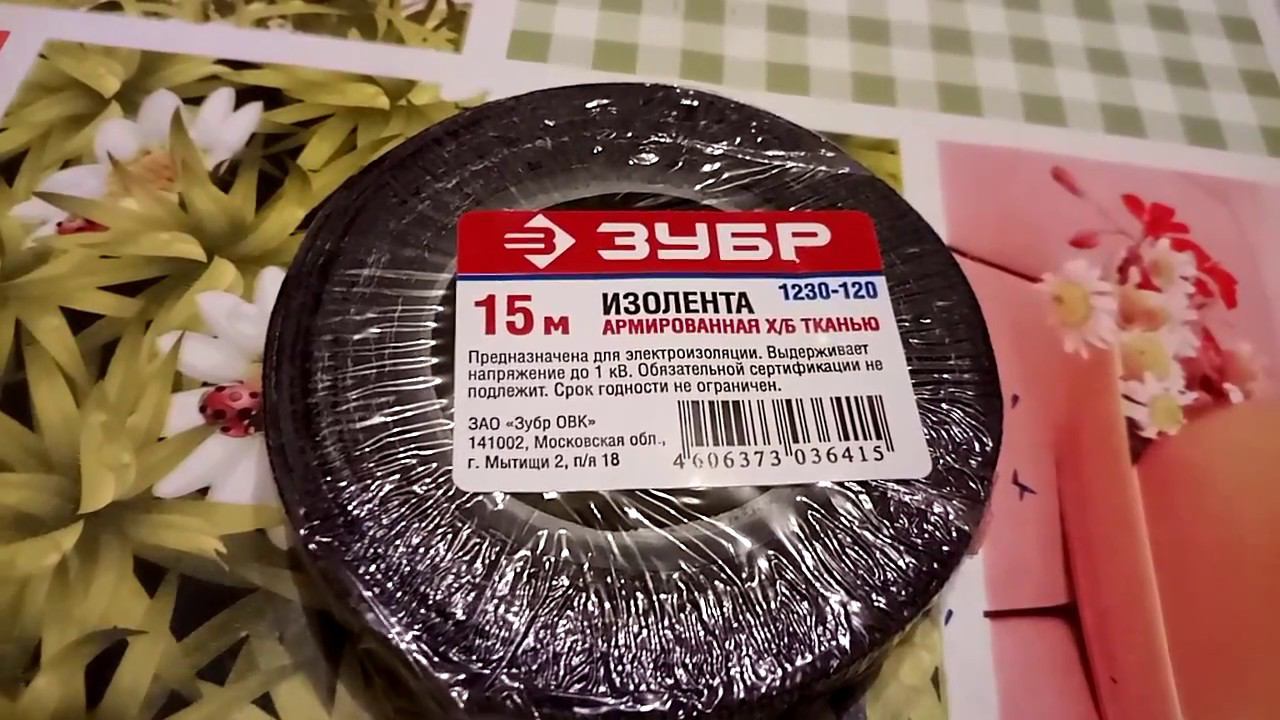 ЗУБР
15 м
ИЗОЛЕНТА 1230-120
АРМИРОВАННАЯ Х/Б ТКАНЬЮ
Предназначена для электроизоляции. Выдерживает
напряжение до 1 кВ. Обязательной сертификации не
подлежит. Срок годности не ограничен.
ЗАО «Зубр ОВК»
141002, Московская обл.,
г. Мытищи 2, п/я 18
4 606373 036415